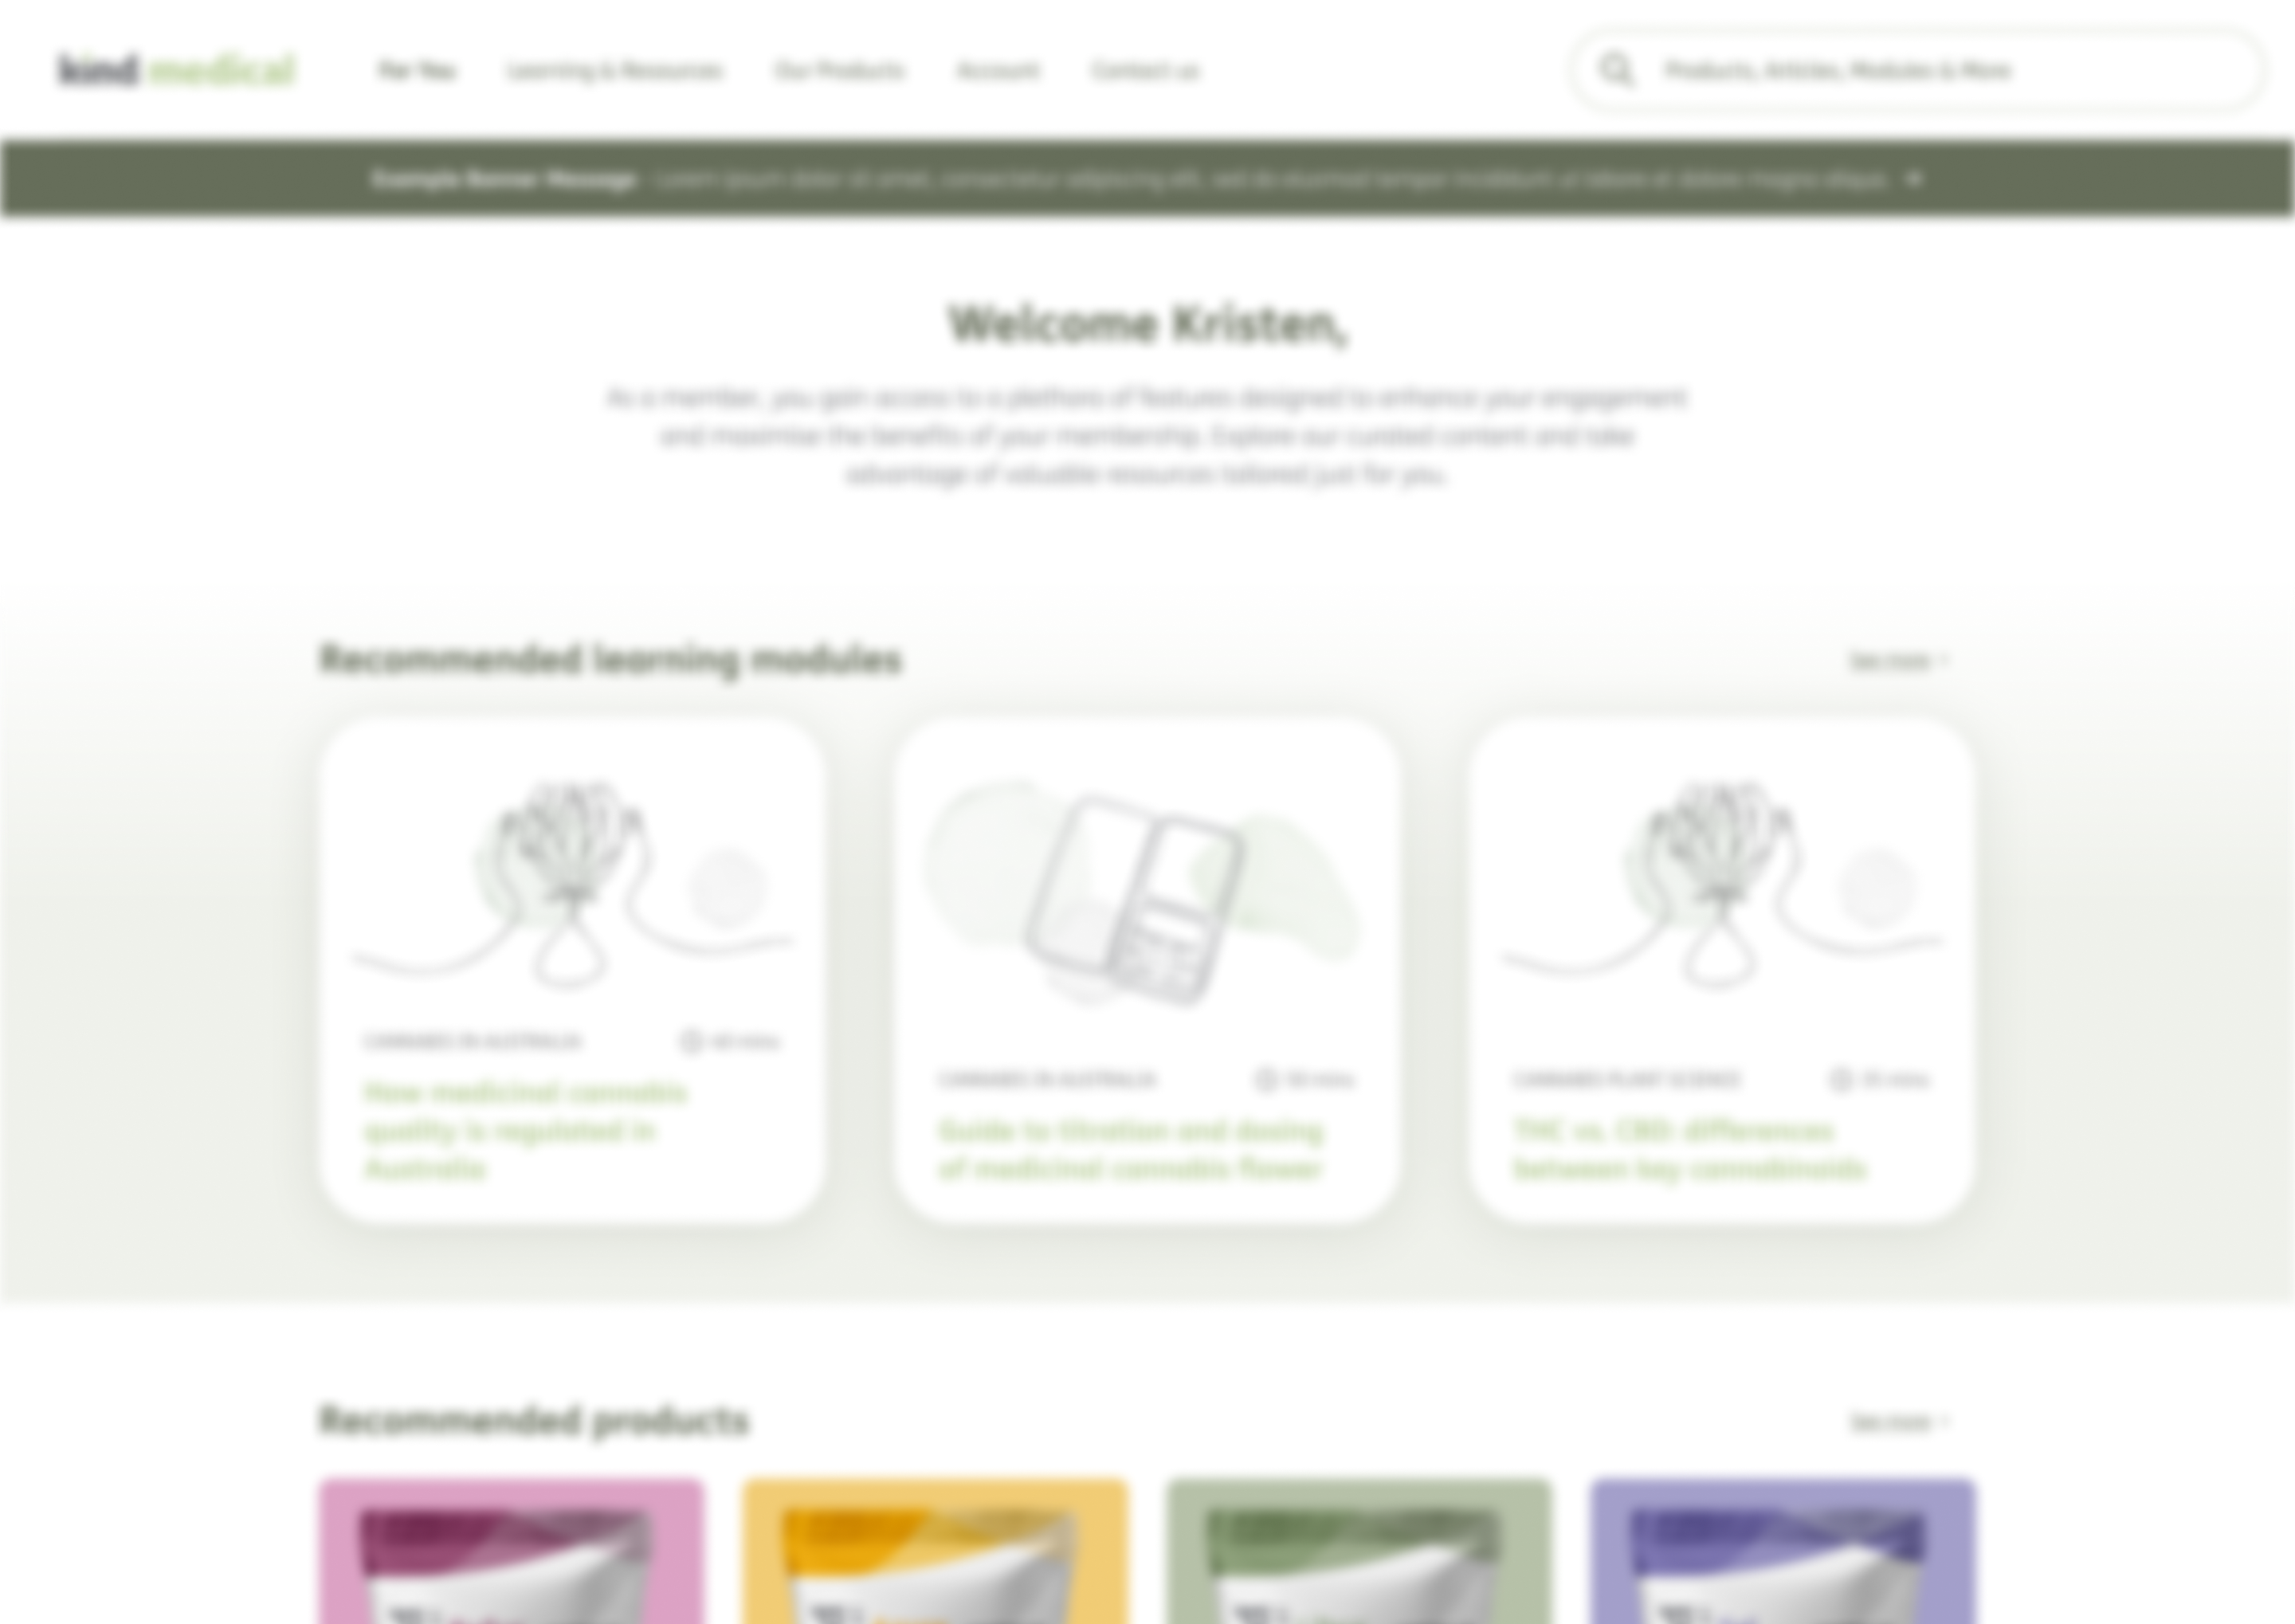 kind medical
For You
Learning & Resources
Our Products
Account
Contact us
Products, Articles, Modules & More
Example Banner Message - Lorem ipsum dolor sit amet, consectetur adipiscing elit, sed do eiusmod tempor incididunt ut labore et dolore magna aliqua.
Welcome Kristen,
As a member, you gain access to a plethora of features designed to enhance your engagement
and maximise the benefits of your membership. Explore our curated content and take
advantage of valuable resources tailored just for you.
Recommended learning modules
See more
CANNABIS IN AUSTRALIA
mins
How medicinal cannabis
quality is regulated in
Australia
CANNABIS IN AUSTRALIA
mins
Guide to titration and dosing
of medicinal cannabis flower
CANNABIS PLANT SCIENCE
mins
THC vs. CBD: differences
between key cannabinoids
Recommended products
See more